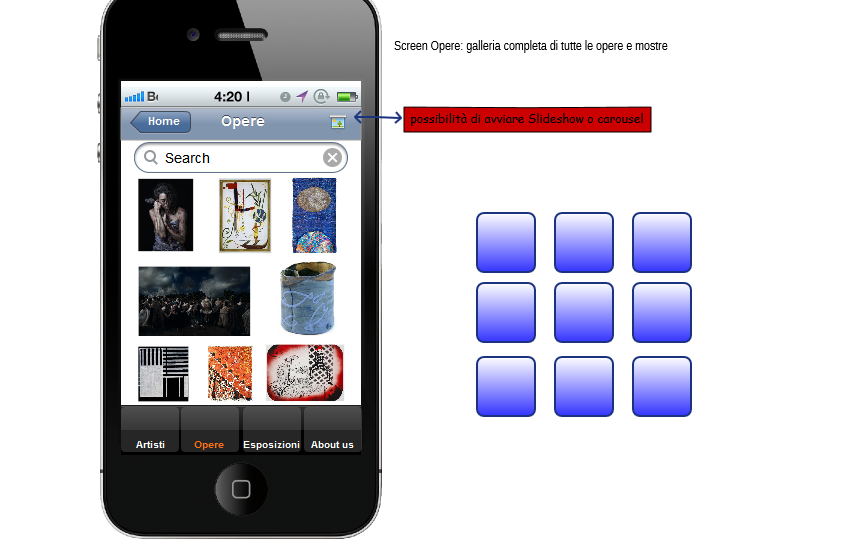 Screen Opere: galleria completa di tutte le opere e mostre
4:20
Home
Opere
possibilità di avviare Slideshow o carousel
Search
Artisti
Opere
Esposizioni
About us